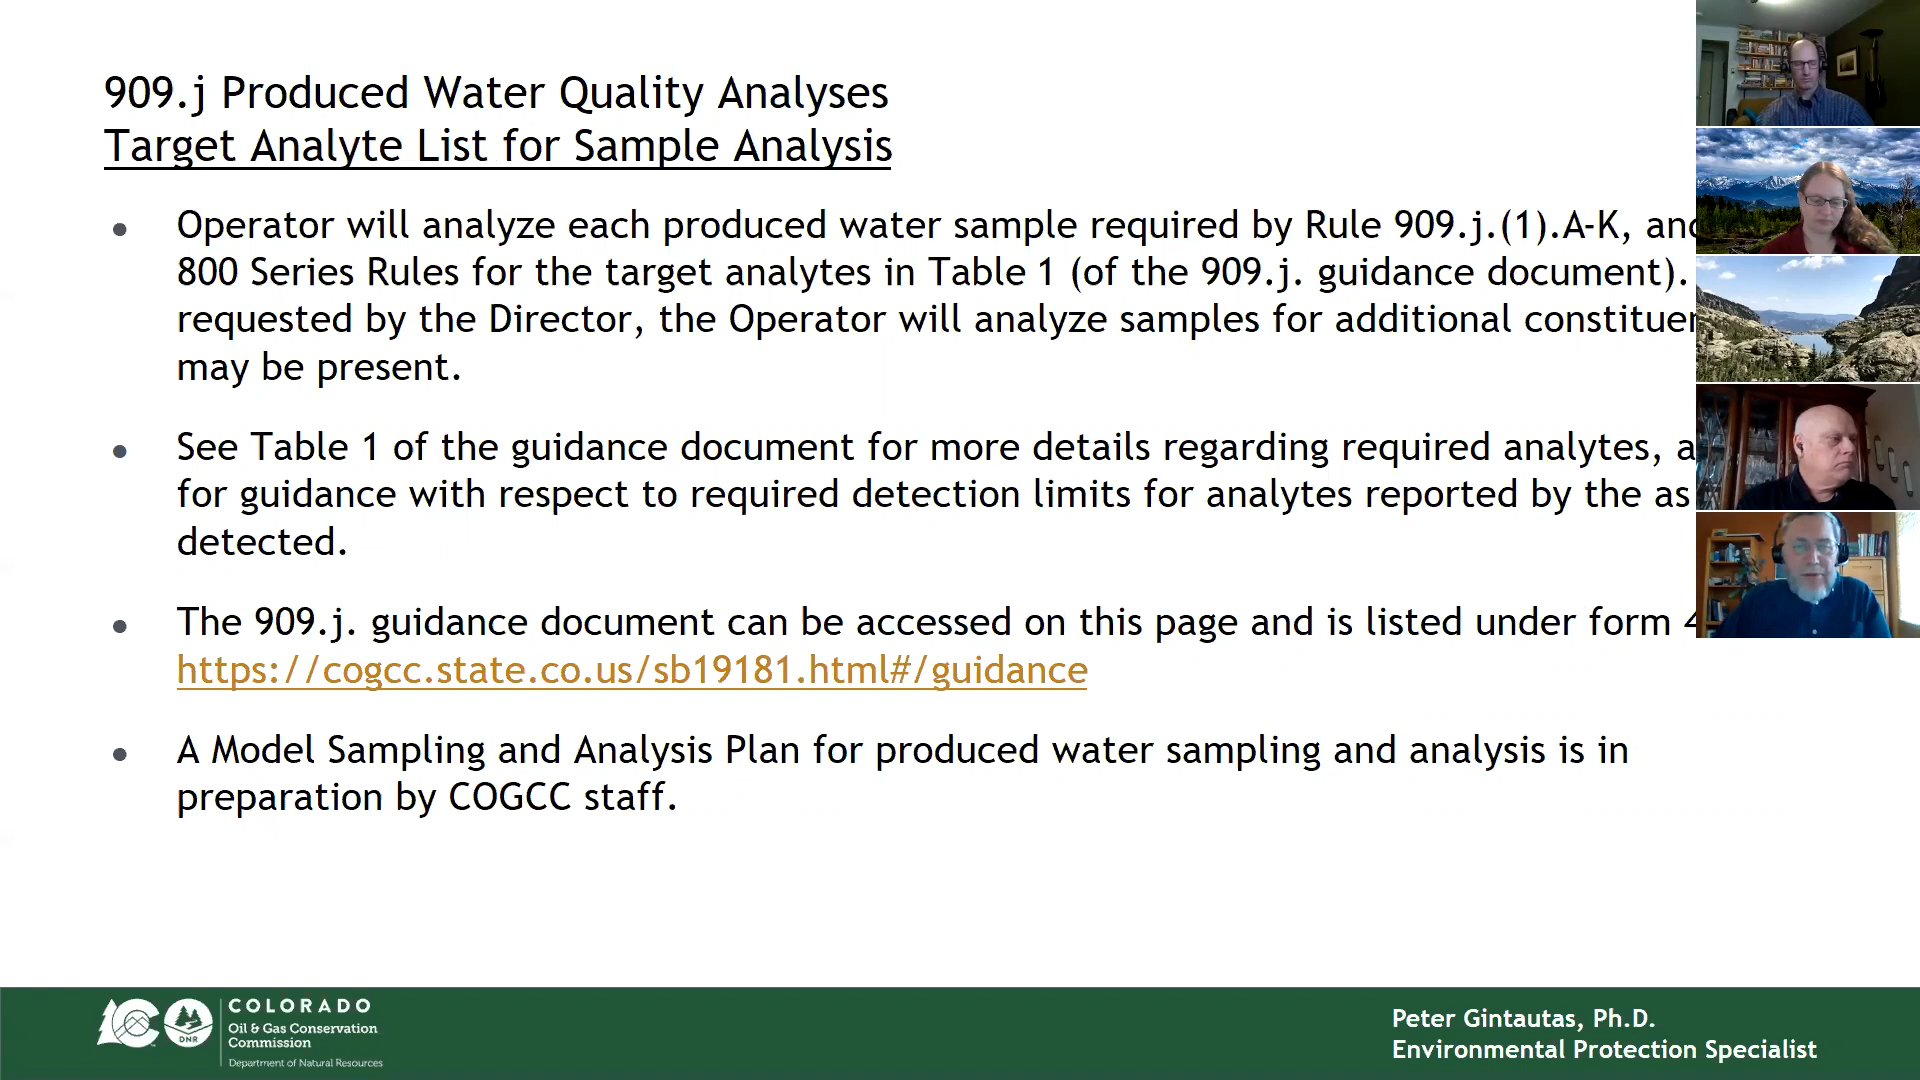 909.j Produced Water Quality Analyses
Target Analyte List for Sample Analysis
Operator will analyze each produced water sample required by Rule 909.j.(1).A-K, and
800 Series Rules for the target analytes in Table 1 (of the 909.j. guidance document).
requested by the Director, the Operator will analyze samples for additional
may be present.
See Table 1 of the guidance document for more details regarding required analytes,
for guidance with respect to required detection limits for analytes reported by the as
detected.
The 909.j. guidance document can be accessed on this page and is listed under form
https://cogcc.state.co.us/sb19181.html#/guidance
A Model Sampling and Analysis Plan for produced water sampling and analysis is in
preparation by COGCC staff.
COLORADO
Oil & Gas Conservation
Commission
Department of Natural Resources
DNR
Peter Gintautas, Ph.D.
Environmental Protection Specialist